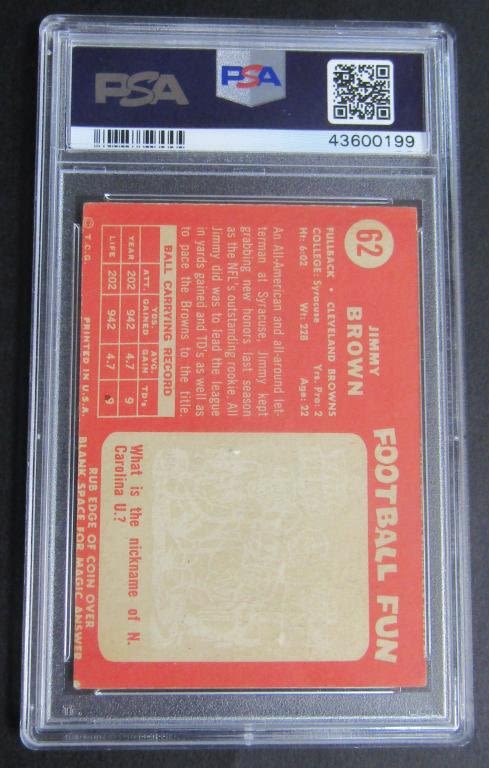 PSA
PSA
43600199
62
JIMMY
BROWN
FULLBACK • CLEVELAND BROWNS
COLLEGE: Syracuse Yrs. Pro: 2
Ht: 6-02 Wt: 228 Age: 22
An All-American and all-around let-
terman at Syracuse, Jimmy kept
grabbing new honors last season
as the NFL's outstanding rookie. All
Jimmy did was to lead the league
in yards gained and TD's as well as
to pace the Browns to the title
BALL CARRYING RECORD
YEAR ATT. YDS. GAINED AVG. GAIN TD's
YEAR 202 942 4.7 9
LIFE 202 942 4.7 9
© T.C.G. PRINTED IN U.S.A.
FOOTBALL FUN
What is the nickname of N.
Carolina U.?
RUB EDGE OF COIN OVER
BLANK SPACE FOR MAGIC ANSWER